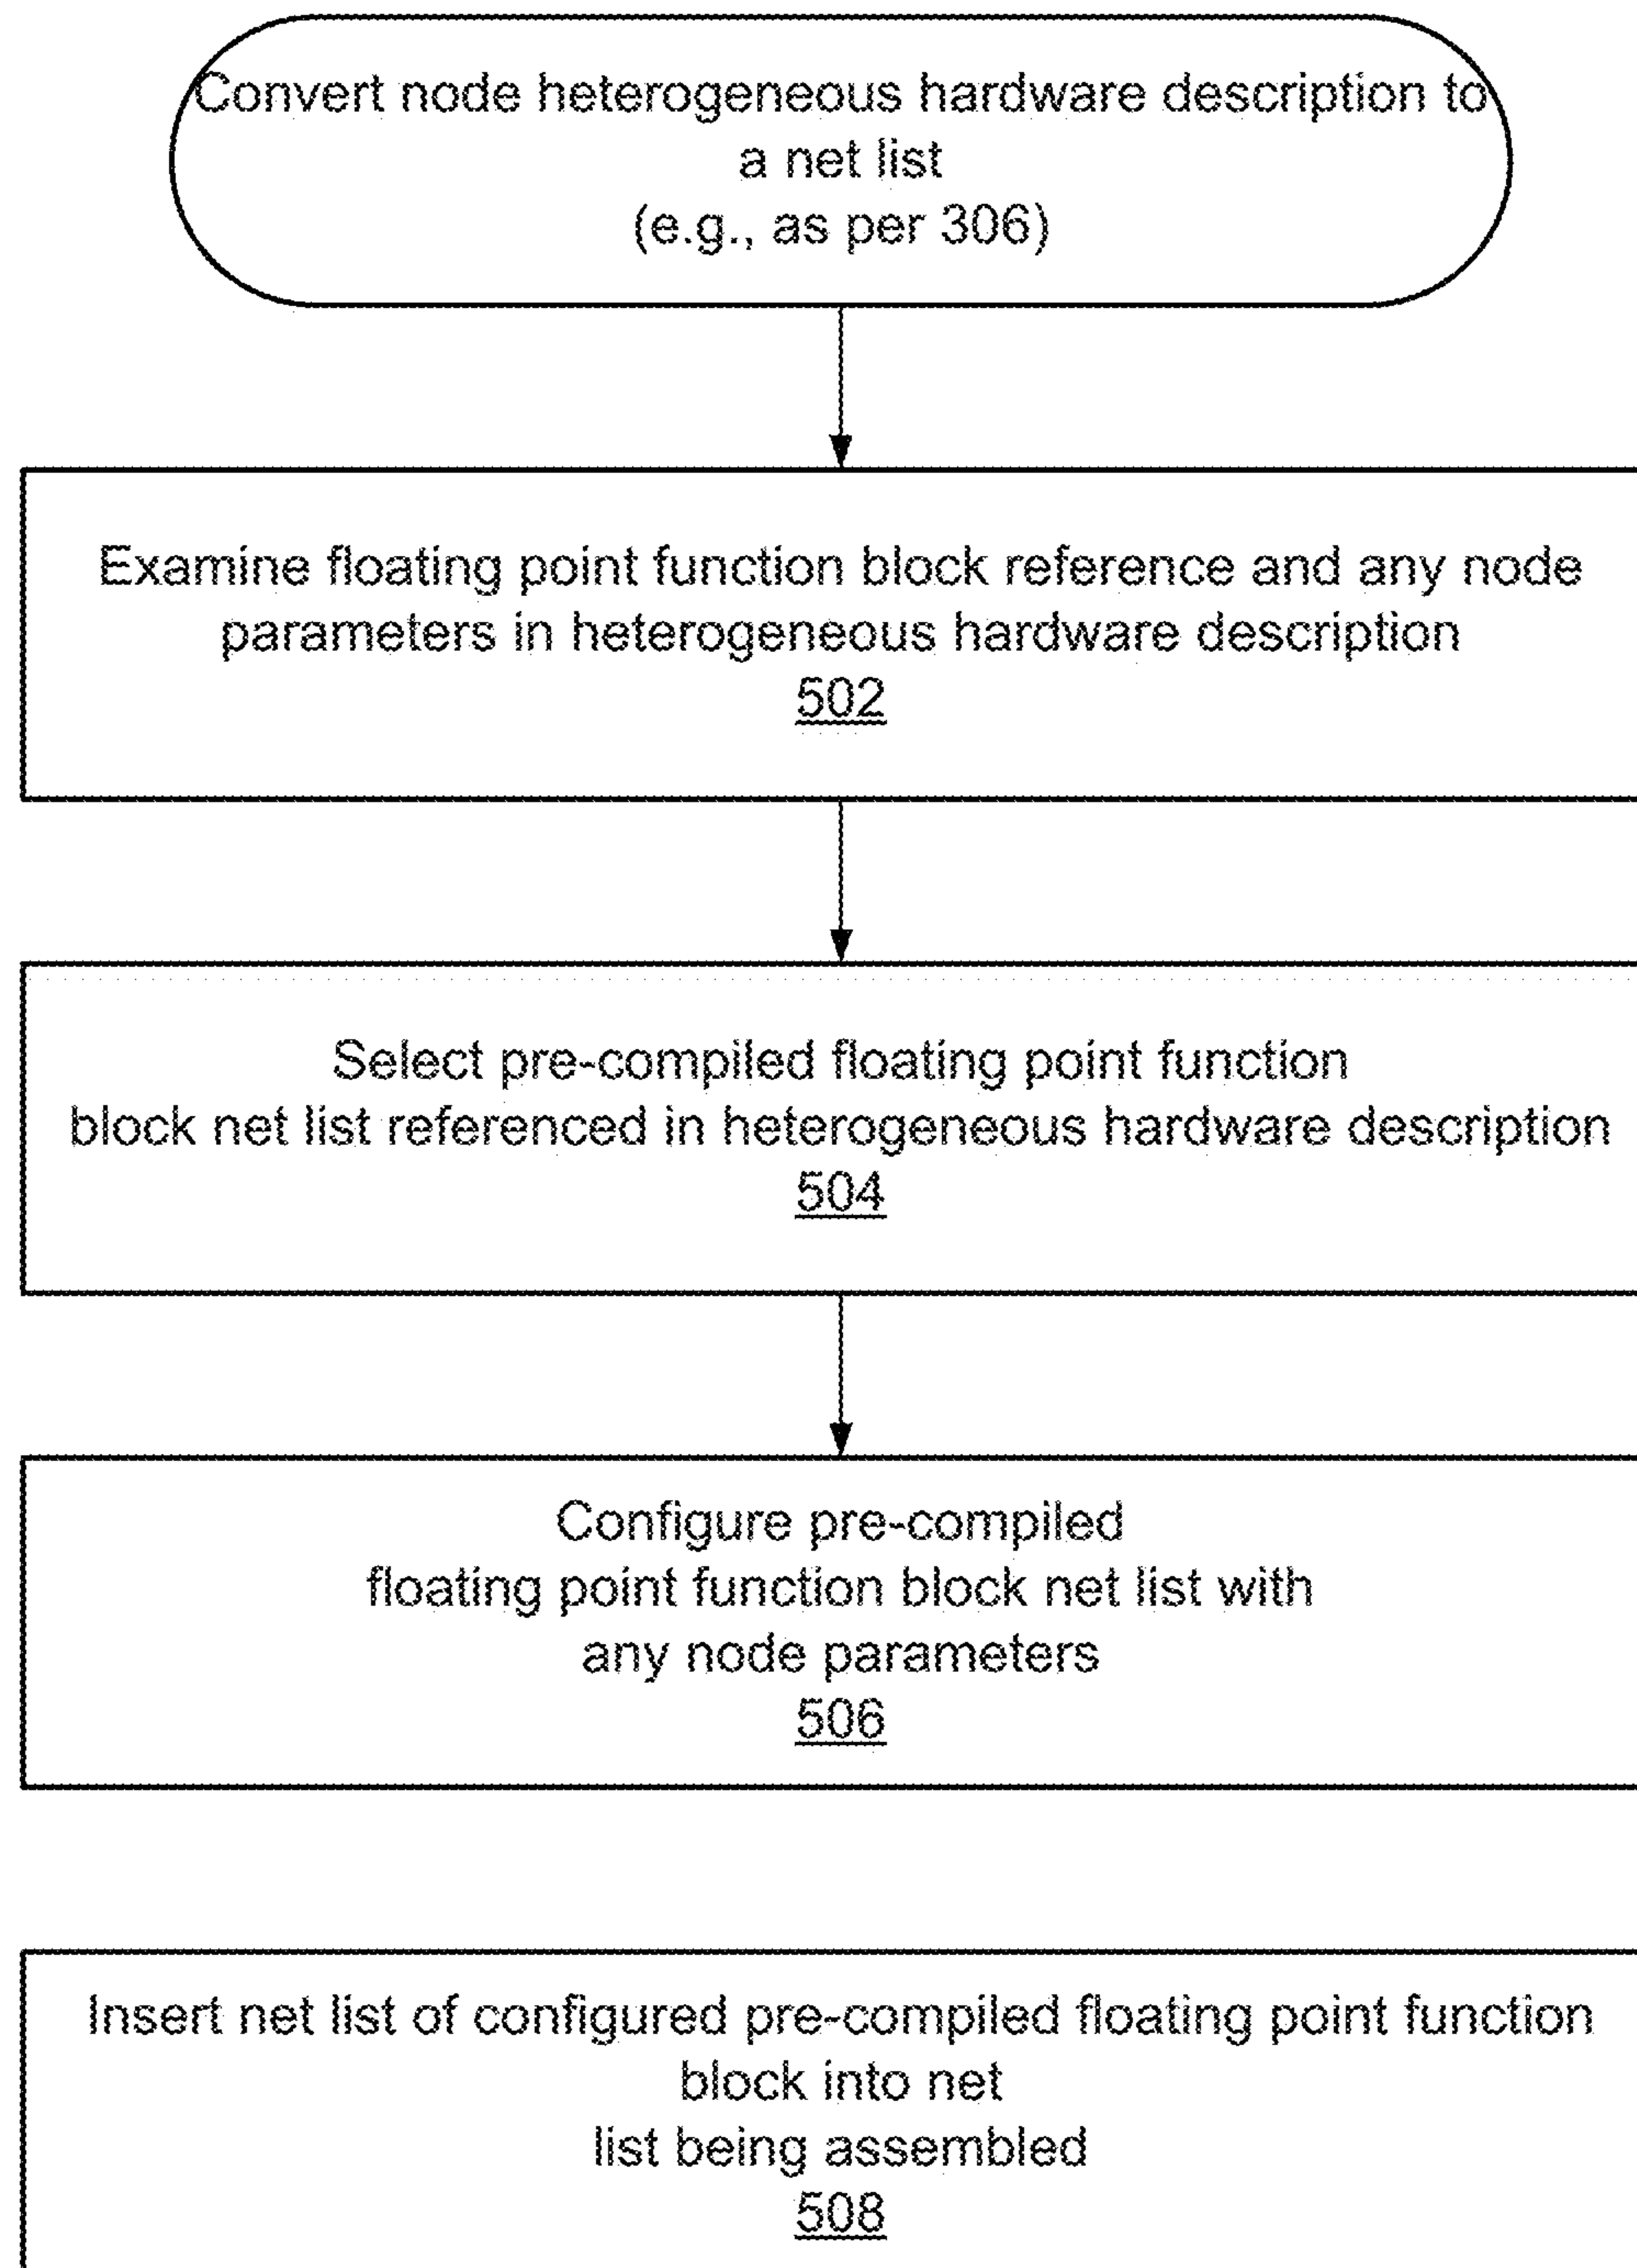 Convert node heterogeneous hardware description to
a net list
(e.g., as per 306)
Examine floating point function block reference and any node
parameters in heterogeneous hardware description
502
Select pre-compiled floating point function
block net list referenced in heterogeneous hardware description
504
Configure pre-compiled
floating point function block net list with
any node parameters
506
Insert net list of configured pre-compiled floating point function
block into net
list being assembled
508